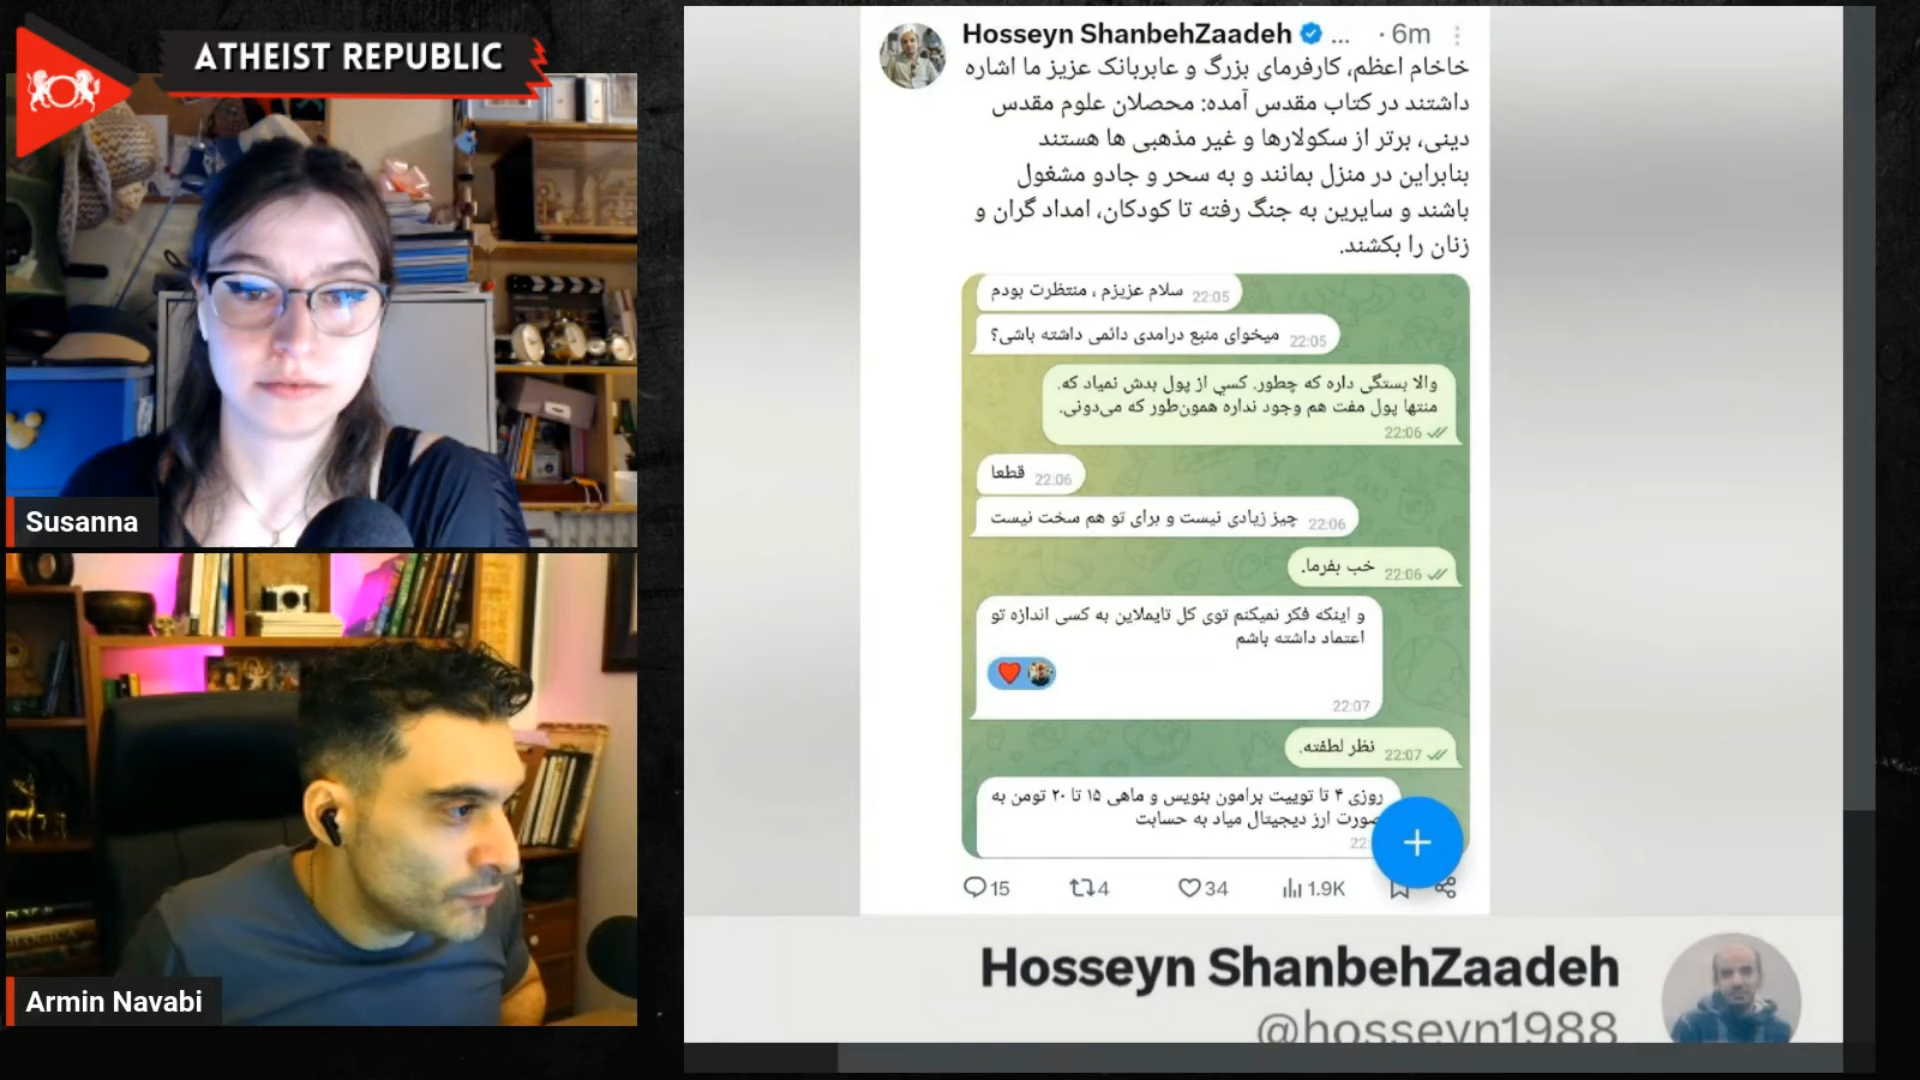 ATHEIST REPUBLIC
Susanna
Armin Navabi
Hosseyn ShanbehZaadeh ... · 6m
خاخام اعظم، کارفرمای بزرگ و عابربانک عزیز ما اشاره
داشتند در کتاب مقدس آمده: محصلان علوم مقدس
دینی، برتر از سکولارها و غیر مذهبی ها هستند
بنابراین در منزل بمانند و به سحر و جادو مشغول
باشند و سایرین به جنگ رفته تا کودکان، امداد گران و
زنان را بکشند.
سلام عزیزم ، منتظرت بودم 22:05
میخوای منبع درامدی دائمی داشته باشی؟ 22:05
والا بستگی داره که چطور. کسی از پول بدش نمیاد که.
منتها پول مفت هم وجود نداره همون‌طور که می‌دونی.
22:06
قطعا 22:06
چیز زیادی نیست و برای تو هم سخت نیست 22:06
خب بفرما. 22:06
و اینکه فکر نمیکنم توی کل تایملاین به کسی اندازه تو
اعتماد داشته باشم
22:07
نظر لطفته. 22:07
روزی ۴ تا توییت برامون بنویس و ماهی ۱۵ تا ۲۰ تومن به
صورت ارز دیجیتال میاد به حسابت
22:
15 4 34 1.9K
Hosseyn ShanbehZaadeh
@hosseyn1988